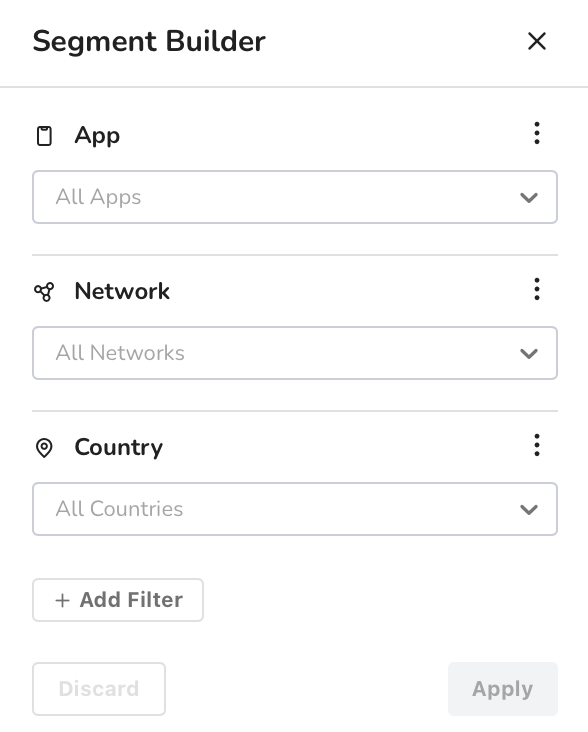 Segment Builder
App
All Apps
Network
All Networks
Country
All Countries
+ Add Filter
Discard
Apply